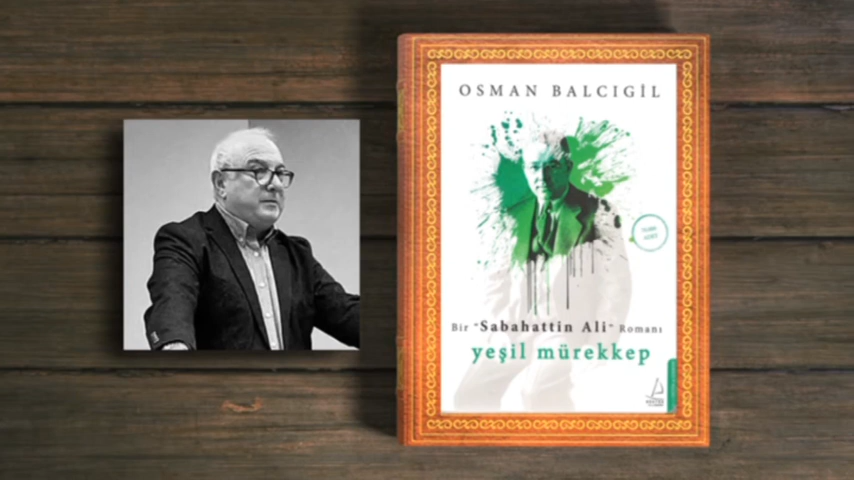 OSMAN BALCIGİL
Bir "Sabahattin Ali" Romanı
yeşil mürekkep